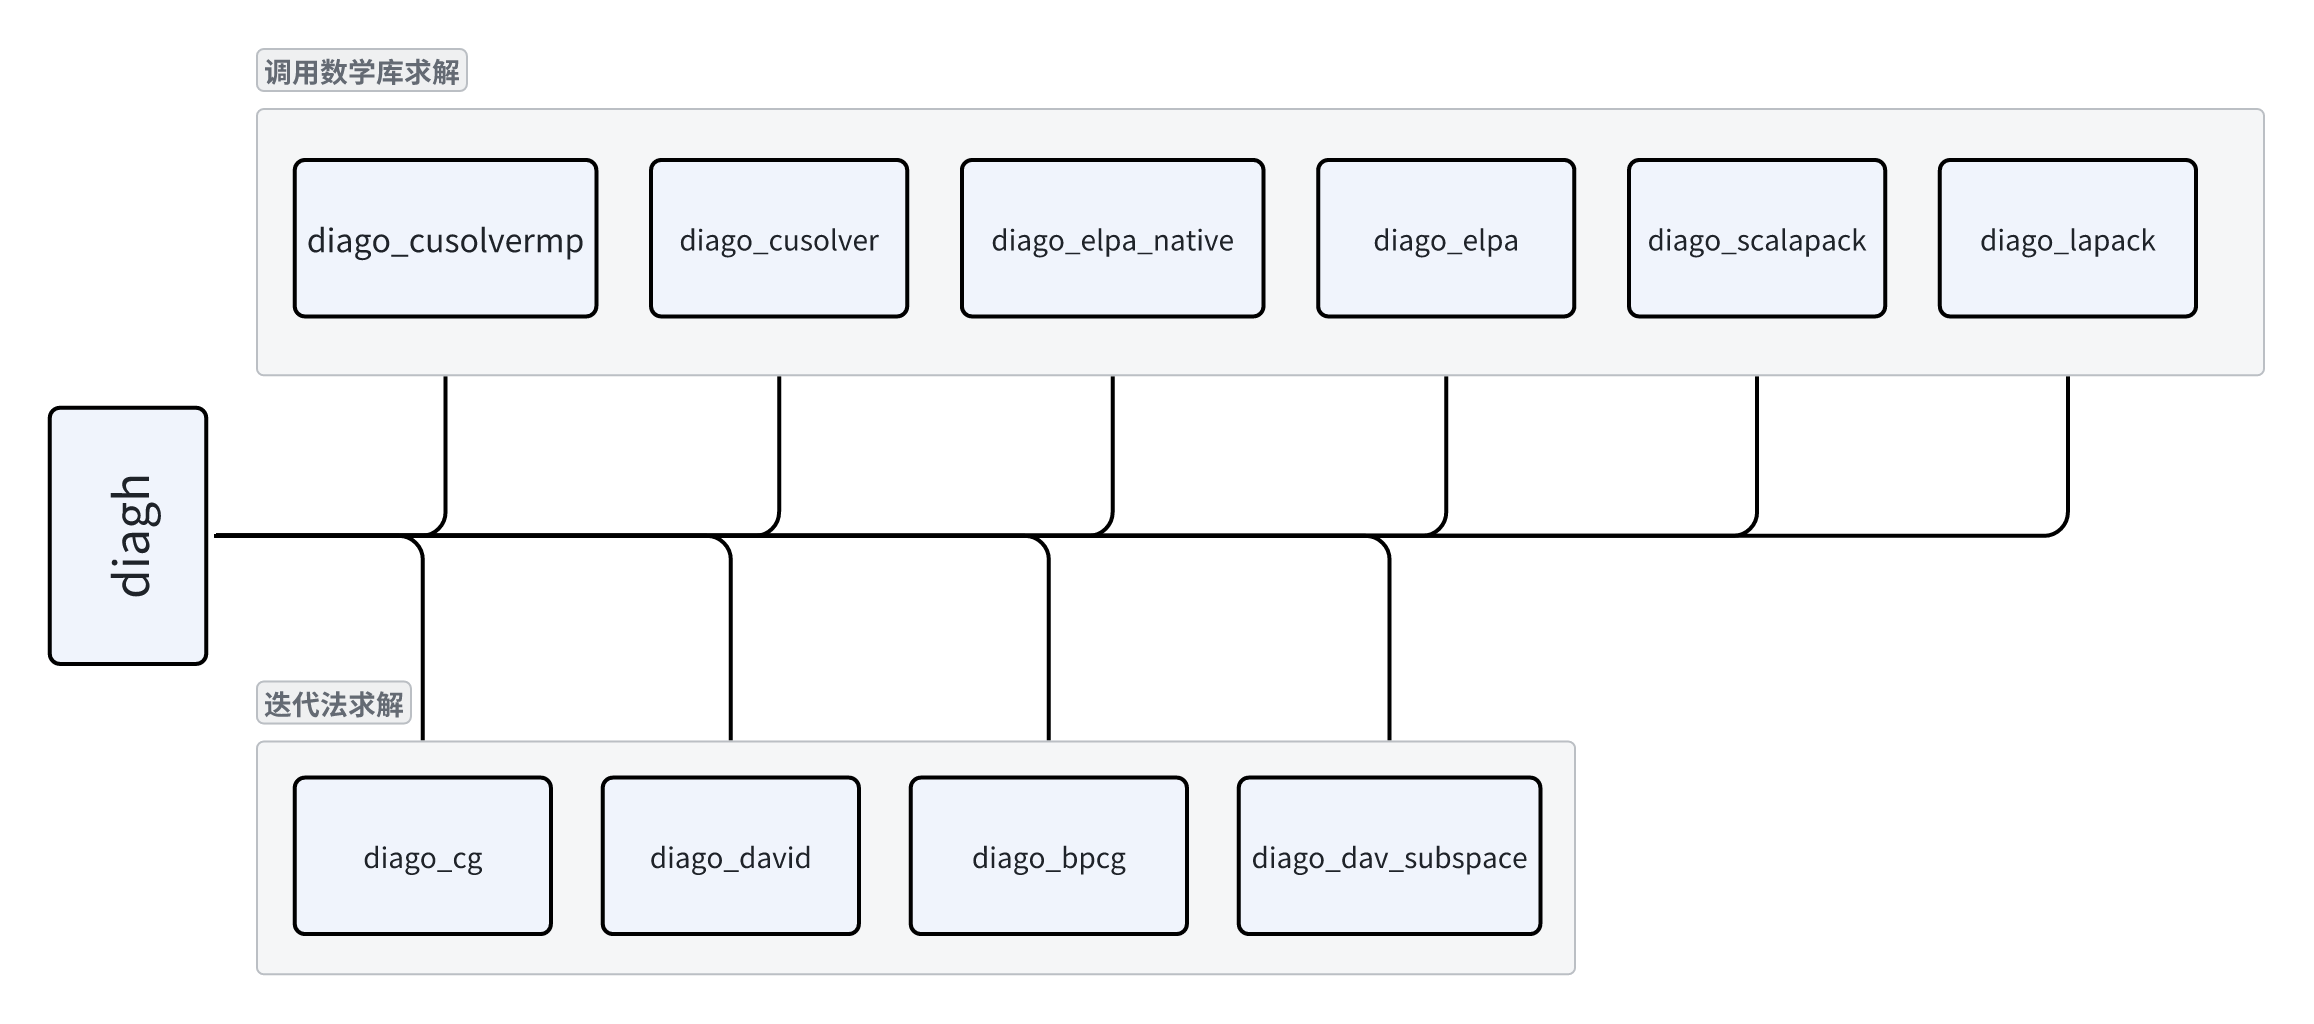 调用数学库求解
diago_cusolvermp
diago_cusolver
diago_elpa_native
diago_elpa
diago_scalapack
diago_lapack
diagh
迭代法求解
diago_cg
diago_david
diago_bpcg
diago_dav_subspace